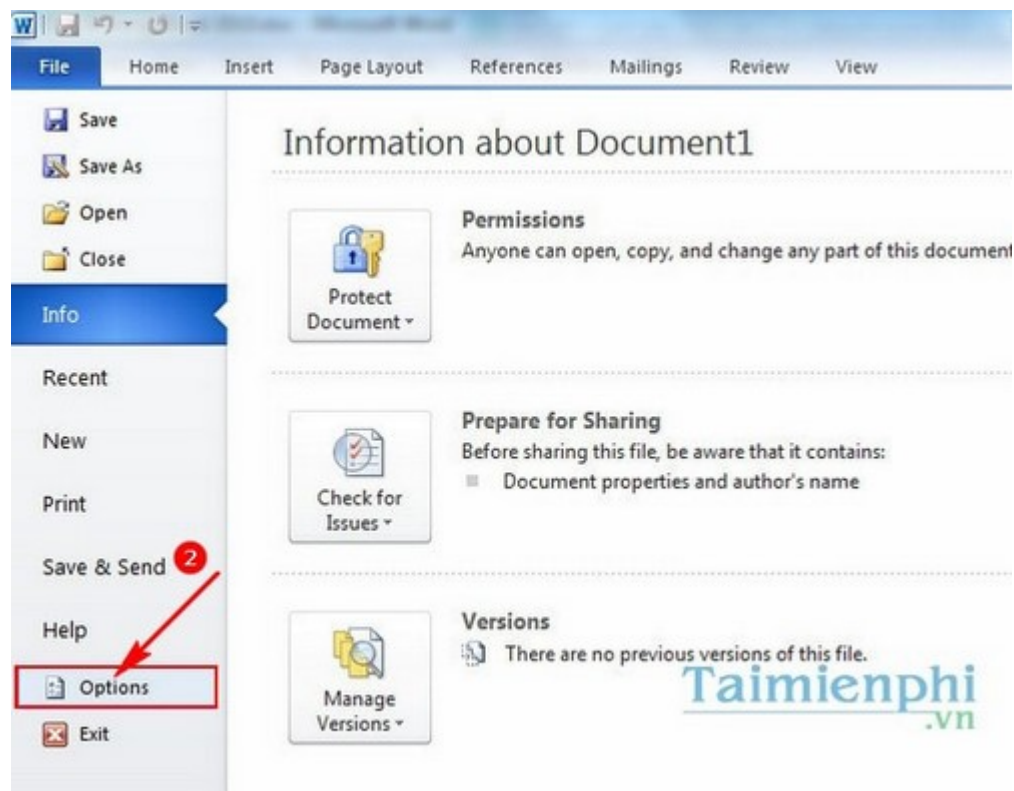 W
File Home Insert Page Layout References Mailings Review View
Save
Save As
Open
Close
Info
Recent
New
Print
Save & Send 2
Help
Options
Exit
Information about Document1
Protect
Document
Permissions
Anyone can open, copy, and change any part of this document
Check for
Issues
Prepare for Sharing
Before sharing this file, be aware that it contains:
Document properties and author's name
Manage
Versions
Versions
There are no previous versions of this file.
Taimienphi
.vn